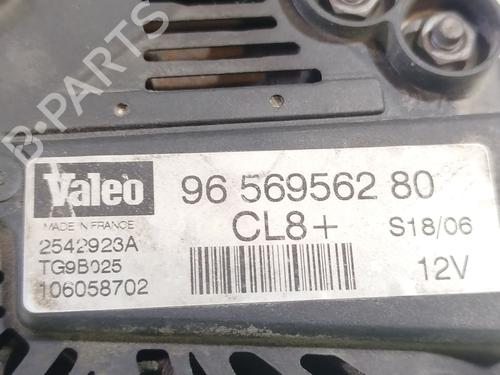 B-PARTS
Valeo
MADE IN FRANCE
2542923A
TG9B025
106058702
96 569562 80
CL8+
S18/06
12V